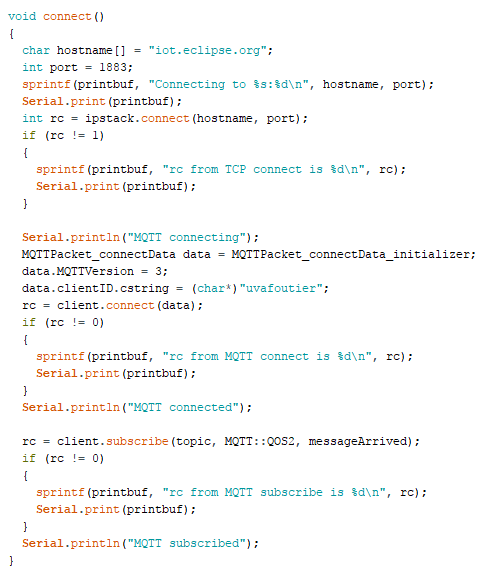 void connect()
{
  char hostname[] = "iot.eclipse.org";
  int port = 1883;
  sprintf(printbuf, "Connecting to %s:%d\n", hostname, port);
  Serial.print(printbuf);
  int rc = ipstack.connect(hostname, port);
  if (rc != 1)
  {
    sprintf(printbuf, "rc from TCP connect is %d\n", rc);
    Serial.print(printbuf);
  }

  Serial.println("MQTT connecting");
  MQTTPacket_connectData data = MQTTPacket_connectData_initializer;
  data.MQTTVersion = 3;
  data.clientID.cstring = (char*)"uvafoutier";
  rc = client.connect(data);
  if (rc != 0)
  {
    sprintf(printbuf, "rc from MQTT connect is %d\n", rc);
    Serial.print(printbuf);
  }
  Serial.println("MQTT connected");

  rc = client.subscribe(topic, MQTT::QOS2, messageArrived);
  if (rc != 0)
  {
    sprintf(printbuf, "rc from MQTT subscribe is %d\n", rc);
    Serial.print(printbuf);
  }
  Serial.println("MQTT subscribed");
}